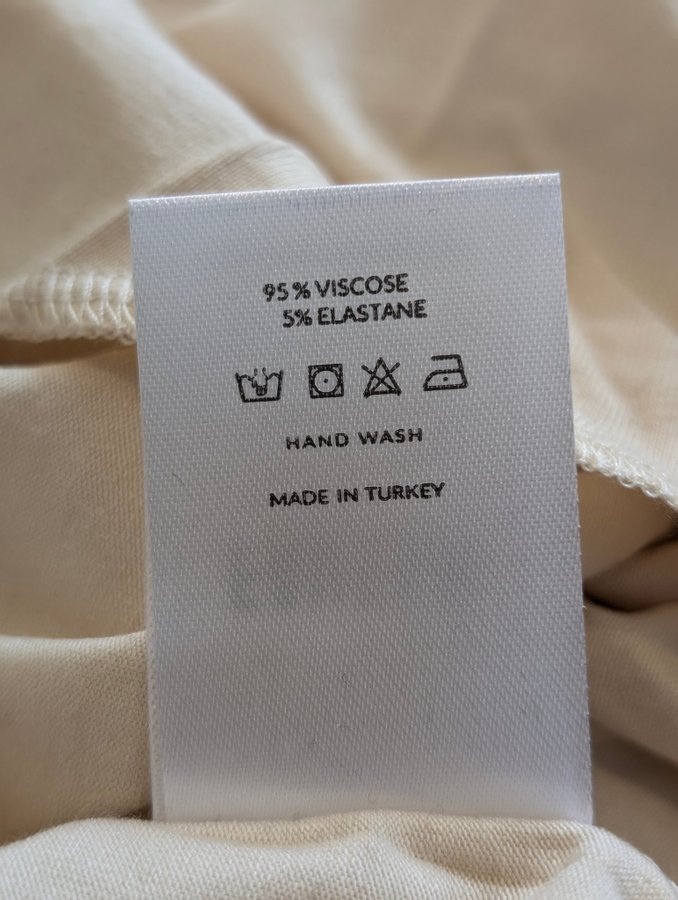 95 % VISCOSE
5% ELASTANE
HAND WASH
MADE IN TURKEY